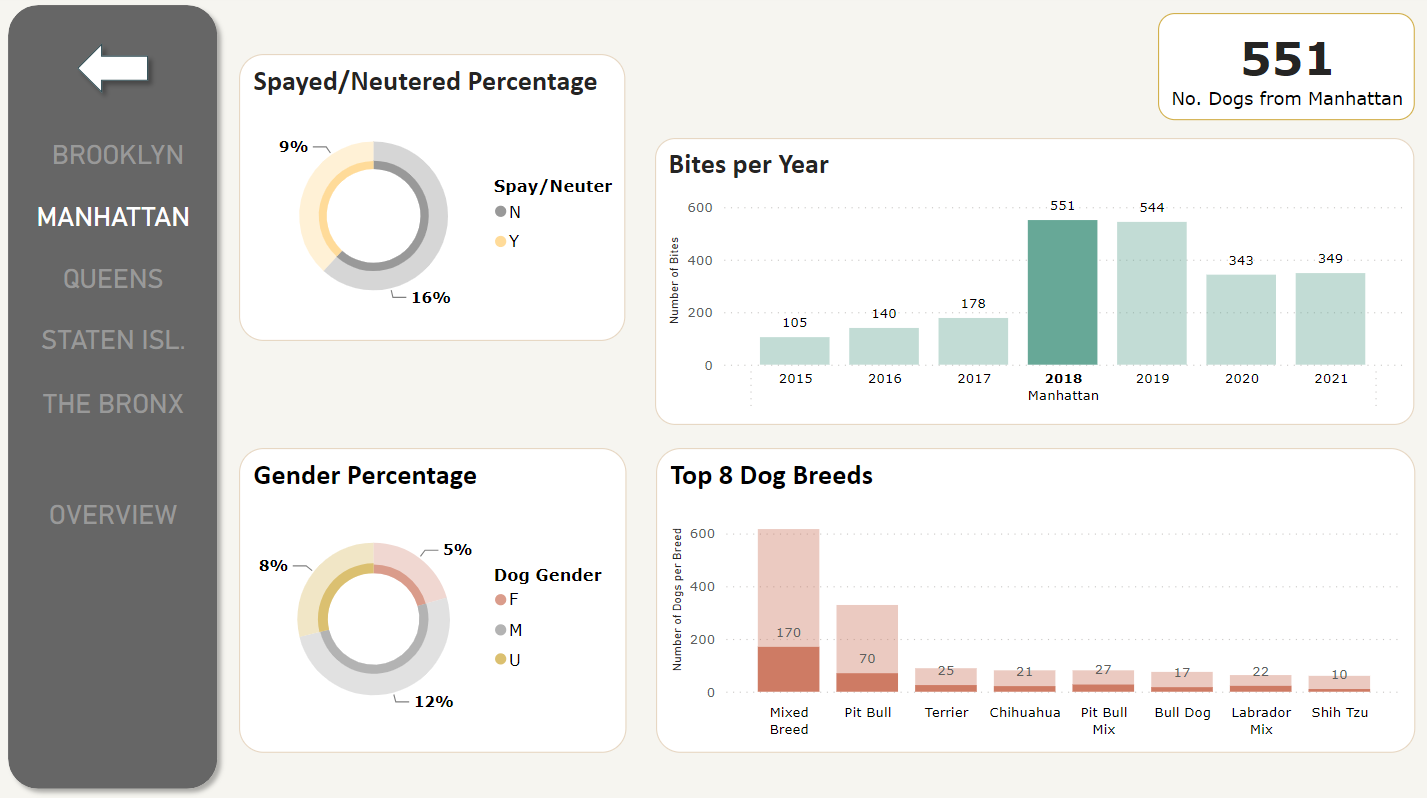 BROOKLYN
MANHATTAN
QUEENS
STATEN ISL.
THE BRONX
OVERVIEW
Spayed/Neutered Percentage
9%
16%
Spay/Neuter
N
Y
551
No. Dogs from Manhattan
Bites per Year
Number of Bites
600
400
200
0
105
140
178
551
544
343
349
2015
2016
2017
2018
2019
2020
2021
Manhattan
Gender Percentage
5%
8%
12%
Dog Gender
F
M
U
Top 8 Dog Breeds
Number of Dogs per Breed
600
400
200
0
170
70
25
21
27
17
22
10
Mixed
Breed
Pit Bull
Terrier
Chihuahua
Pit Bull
Mix
Bull Dog
Labrador
Mix
Shih Tzu